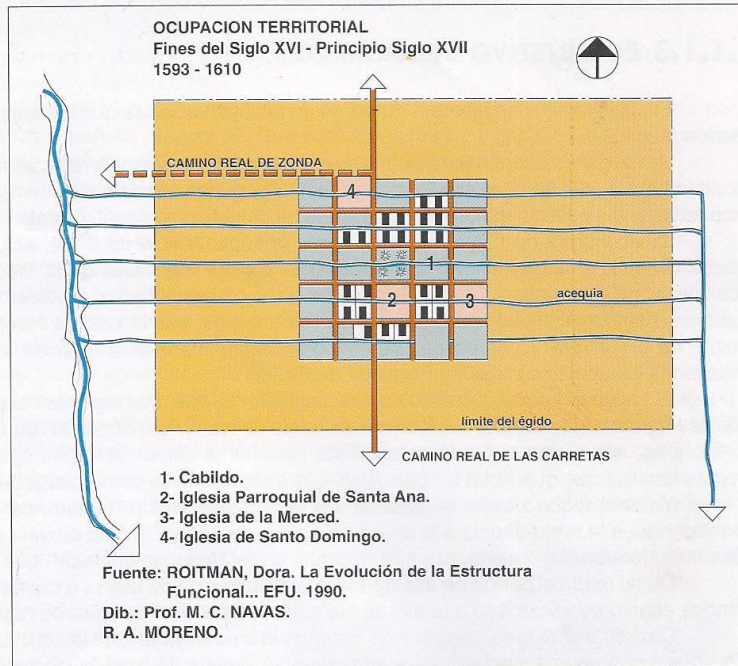 1.1.3
OCUPACION TERRITORIAL
Fines del Siglo XVI - Principio Siglo XVII
1593 - 1610
CAMINO REAL DE ZONDA
4
1
2
3
acequia
límite del égido
CAMINO REAL DE LAS CARRETAS
1- Cabildo.
2- Iglesia Parroquial de Santa Ana.
3- Iglesia de la Merced.
4- Iglesia de Santo Domingo.
Fuente: ROITMAN, Dora. La Evolución de la Estructura
Funcional... EFU. 1990.
Dib.: Prof. M. C. NAVAS.
R. A. MORENO.